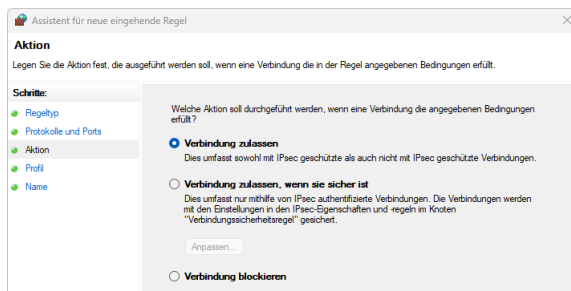 Assistent für neue eingehende Regel
Aktion
Legen Sie die Aktion fest, die ausgeführt werden soll, wenn eine Verbindung die in der Regel angegebenen Bedingungen erfüllt.
Schritte:
Regeltyp
Protokolle und Ports
Aktion
Profil
Name
Welche Aktion soll durchgeführt werden, wenn eine Verbindung die angegebenen Bedingungen
erfüllt?
Verbindung zulassen
Dies umfasst sowohl mit IPsec geschützte als auch nicht mit IPsec geschützte Verbindungen.
Verbindung zulassen, wenn sie sicher ist
Dies umfasst nur mithilfe von IPsec authentifizierte Verbindungen. Die Verbindungen werden
mit den Einstellungen in den IPsec-Eigenschaften und -regeln im Knoten
"Verbindungssicherheitsregel" gesichert.
Anpassen...
Verbindung blockieren